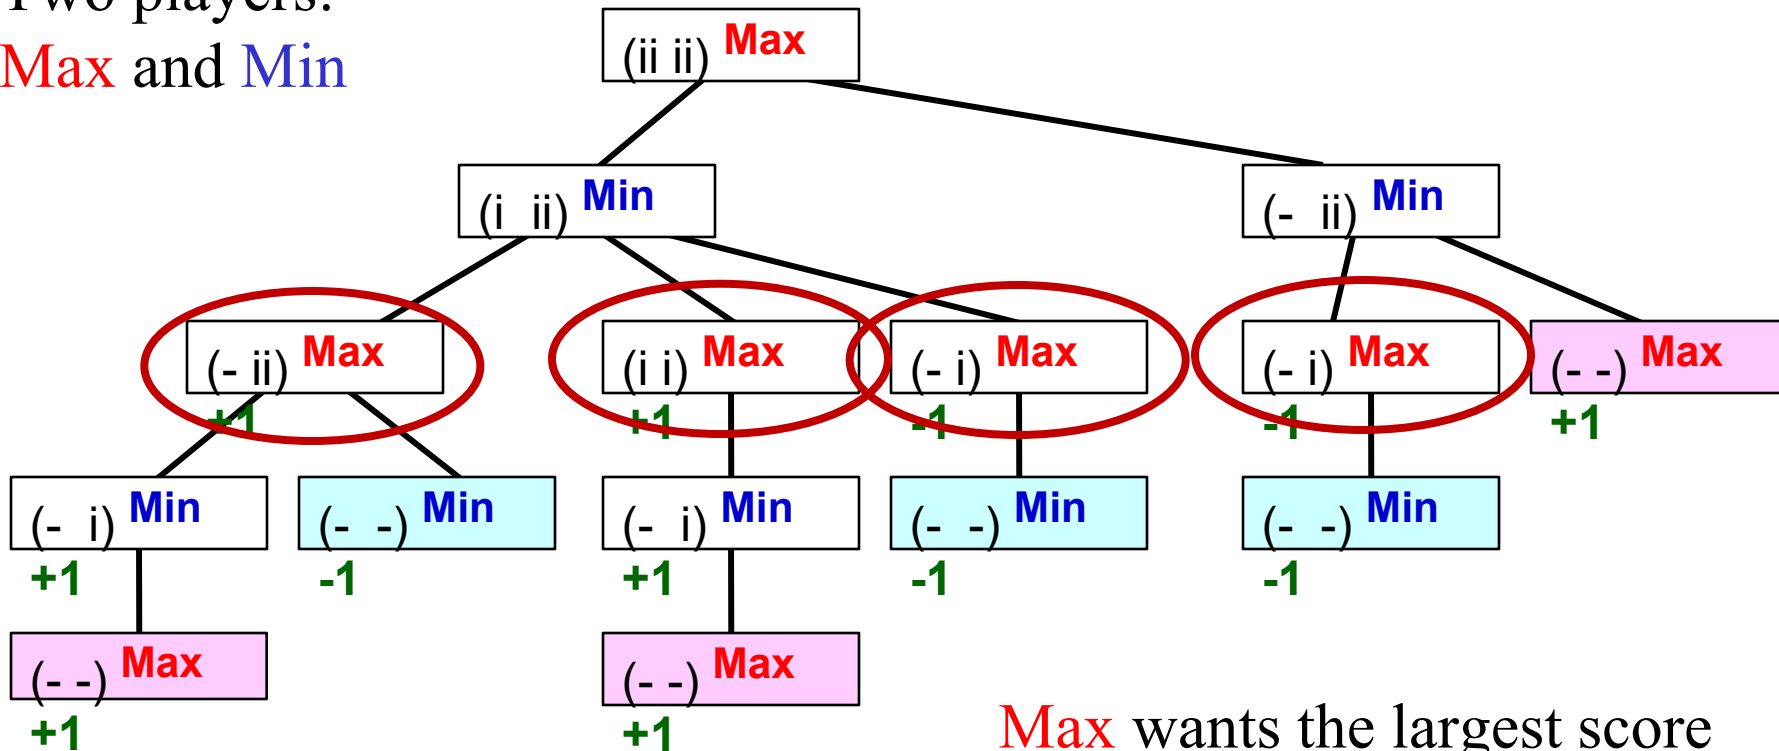 Two players:
Max and Min
(ii ii) Max
(i ii) Min
(- ii) Min
(- ii) Max
+1
(i i) Max
+1
(- i) Max
-1
(- i) Max
-1
(- -) Max
+1
(- i) Min
+1
(- -) Min
-1
(- i) Min
+1
(- -) Min
-1
(- -) Min
-1
(- -) Max
+1
(- -) Max
+1
Max wants the largest score